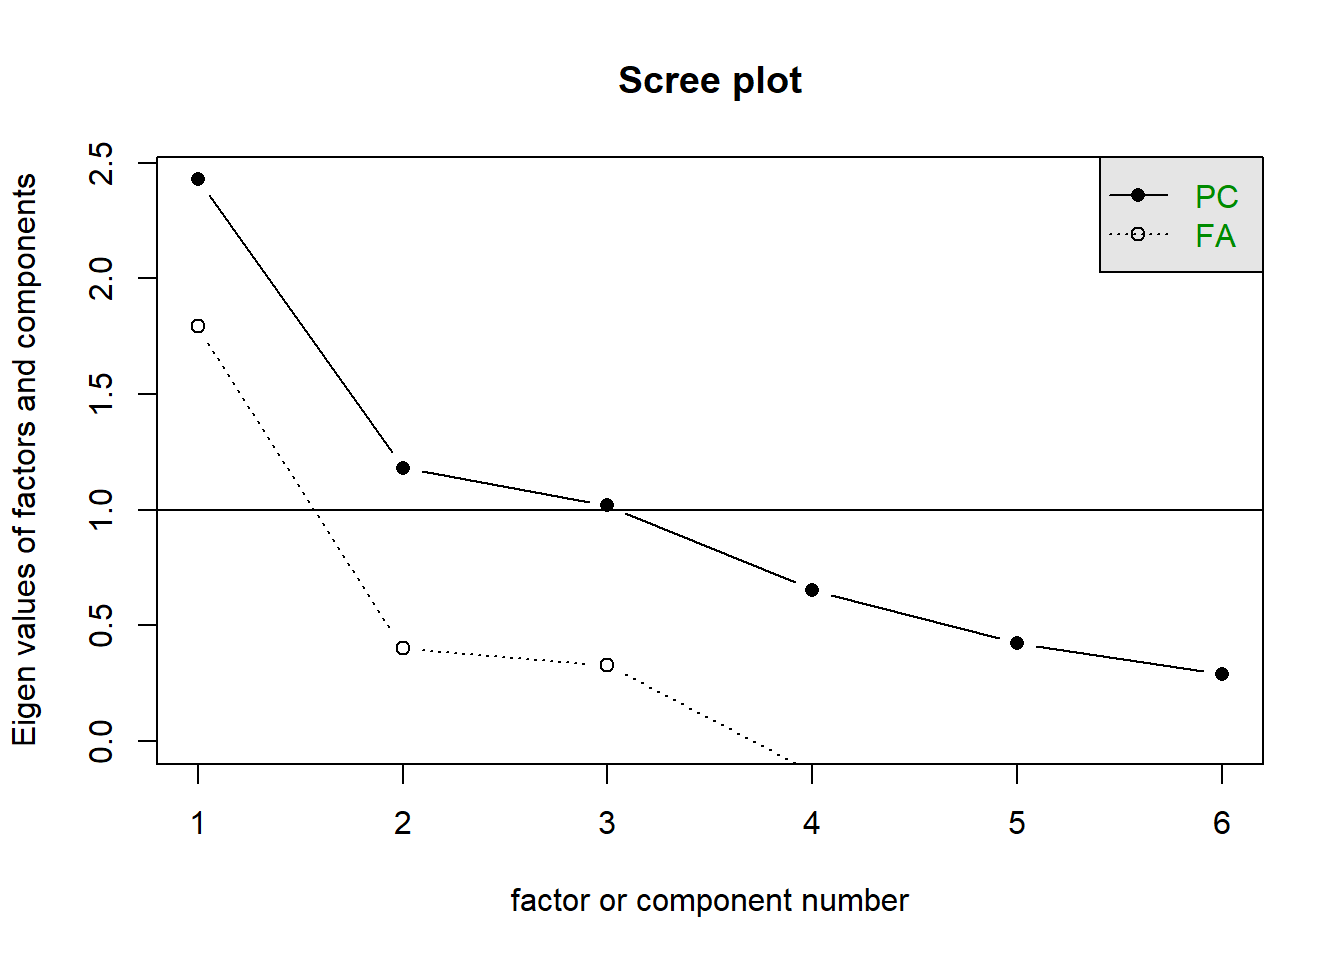 Scree plot
Eigen values of factors and components
2.5
2.0
1.5
1.0
0.5
0.0
PC
FA
1 2 3 4 5 6
factor or component number